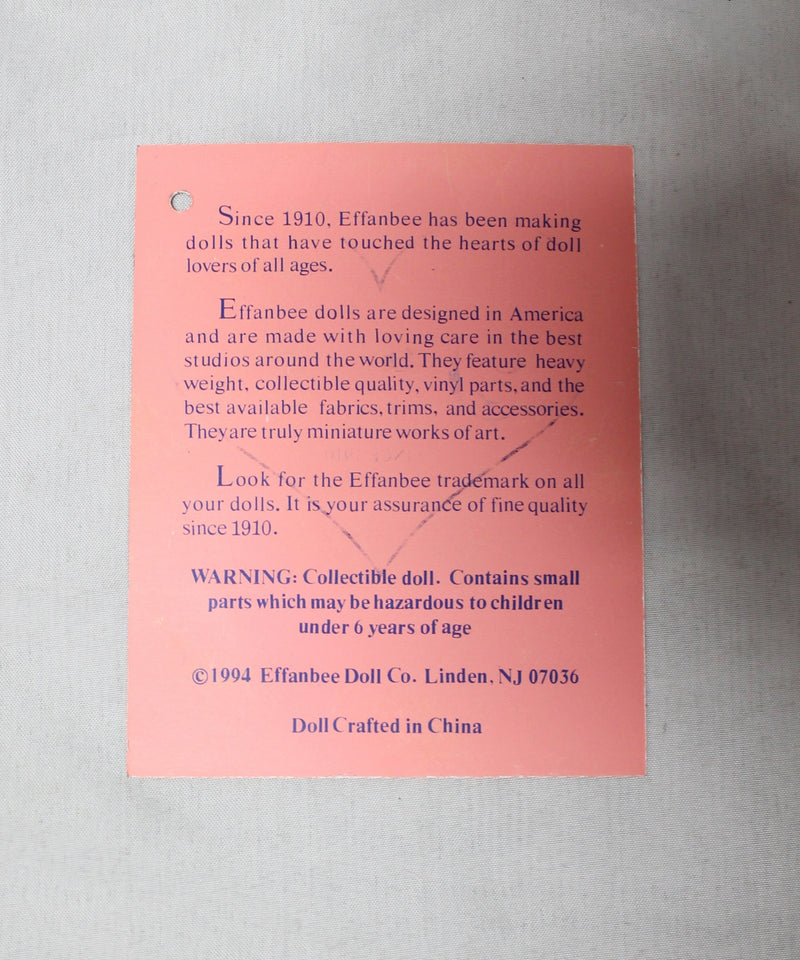 Since 1910, Effanbee has been making
dolls that have touched the hearts of doll
lovers of all ages.
Effanbee dolls are designed in America
and are made with loving care in the best
studios around the world. They feature heavy
weight, collectible quality, vinyl parts, and the
best available fabrics, trims, and accessories.
They are truly miniature works of art.
Look for the Effanbee trademark on all
your dolls. It is your assurance of fine quality
since 1910.
WARNING: Collectible doll. Contains small
parts which may be hazardous to children
under 6 years of age
©1994 Effanbee Doll Co. Linden, NJ 07036
Doll Crafted in China